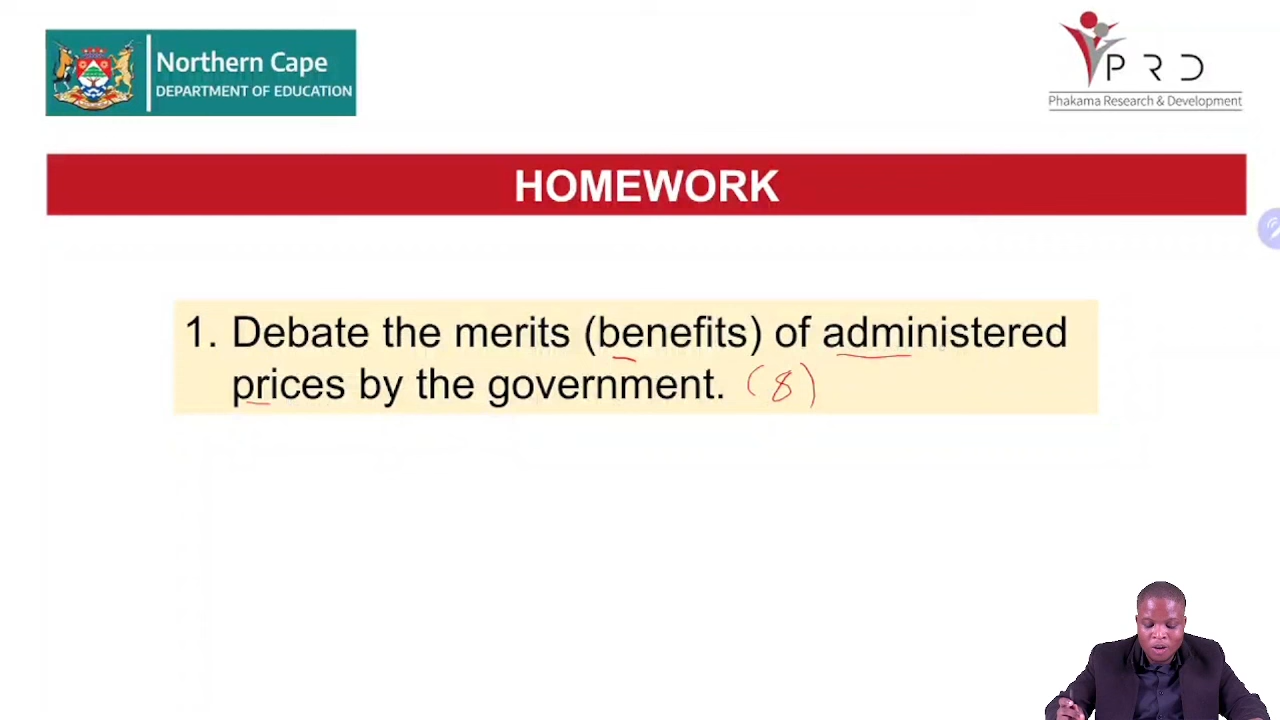 Northern Cape
DEPARTMENT OF EDUCATION
P R D
Phakama Research & Development
HOMEWORK
1. Debate the merits (benefits) of administered
prices by the government. (8)